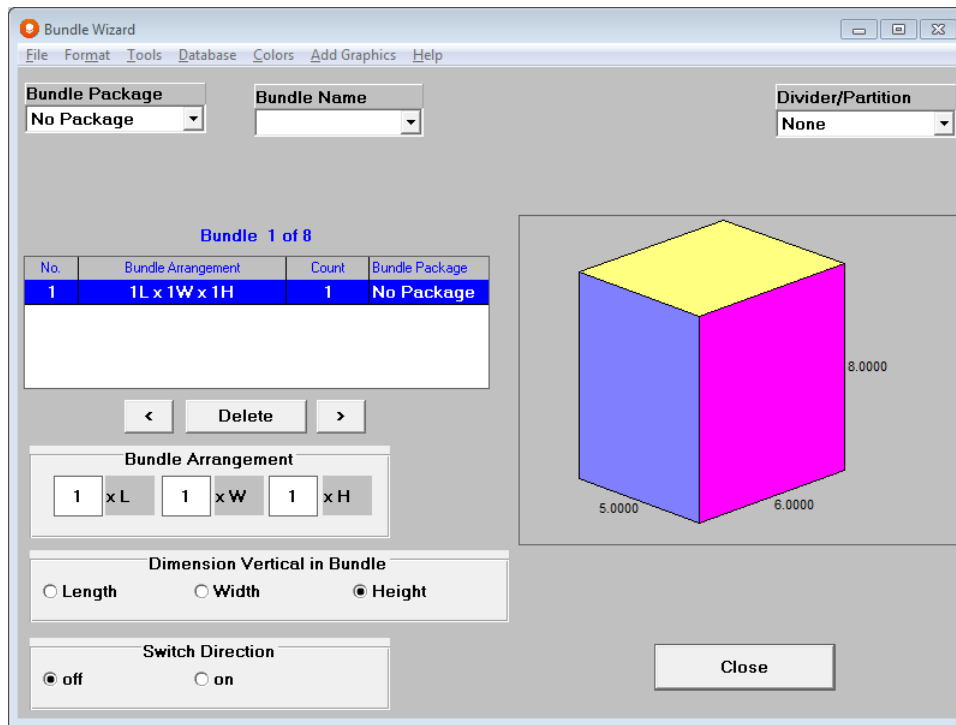 Bundle Wizard
File Format Tools Database Colors Add Graphics Help
Bundle Package Bundle Name Divider/Partition
No Package None
Bundle 1 of 8
No. Bundle Arrangement Count Bundle Package
1 1L x 1W x 1H 1 No Package
8.0000
5.0000 6.0000
< Delete >
Bundle Arrangement
1 x L 1 x W 1 x H
Dimension Vertical in Bundle
Length Width Height
Switch Direction
off on
Close